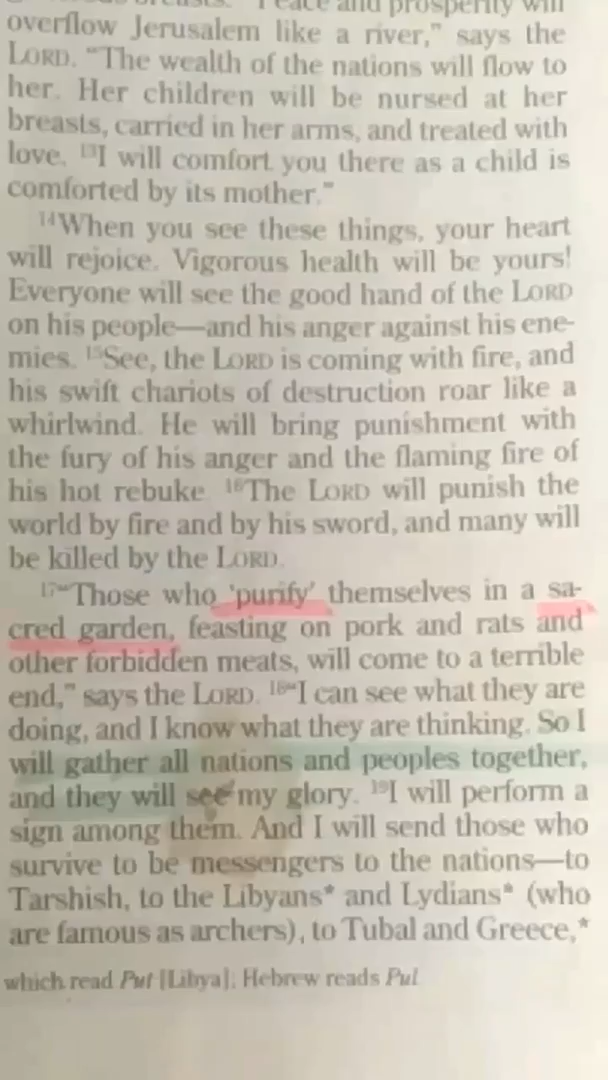 breasts. "Peace and prosperity will
overflow Jerusalem like a river," says the
LORD. "The wealth of the nations will flow to
her. Her children will be nursed at her
breasts, carried in her arms, and treated with
love. ¹³I will comfort you there as a child is
comforted by its mother."
¹⁴When you see these things, your heart
will rejoice. Vigorous health will be yours!
Everyone will see the good hand of the LORD
on his people—and his anger against his ene-
mies. ¹⁵See, the LORD is coming with fire, and
his swift chariots of destruction roar like a
whirlwind. He will bring punishment with
the fury of his anger and the flaming fire of
his hot rebuke. ¹⁶The LORD will punish the
world by fire and by his sword, and many will
be killed by the LORD.
¹⁷"Those who 'purify' themselves in a sa-
cred garden, feasting on pork and rats and
other forbidden meats, will come to a terrible
end," says the LORD. ¹⁸"I can see what they are
doing, and I know what they are thinking. So I
will gather all nations and peoples together,
and they will see my glory. ¹⁹I will perform a
sign among them. And I will send those who
survive to be messengers to the nations—to
Tarshish, to the Libyans* and Lydians* (who
are famous as archers), to Tubal and Greece,*
which read Put [Libya]; Hebrew reads Pul